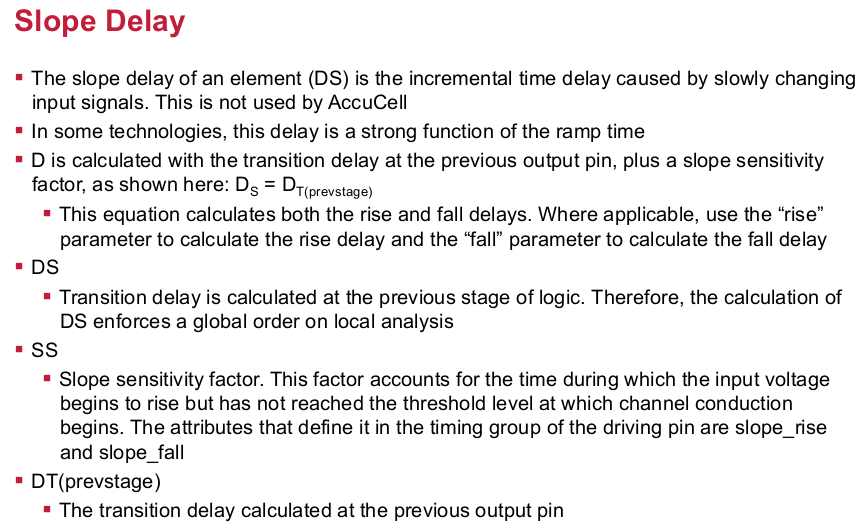 Slope Delay
▪ The slope delay of an element (DS) is the incremental time delay caused by slowly changing
input signals. This is not used by AccuCell
▪ In some technologies, this delay is a strong function of the ramp time
▪ D is calculated with the transition delay at the previous output pin, plus a slope sensitivity
factor, as shown here: DS = DT(prevstage)
▪ This equation calculates both the rise and fall delays. Where applicable, use the “rise”
parameter to calculate the rise delay and the “fall” parameter to calculate the fall delay
▪ DS
▪ Transition delay is calculated at the previous stage of logic. Therefore, the calculation of
DS enforces a global order on local analysis
▪ SS
▪ Slope sensitivity factor. This factor accounts for the time during which the input voltage
begins to rise but has not reached the threshold level at which channel conduction
begins. The attributes that define it in the timing group of the driving pin are slope_rise
and slope_fall
▪ DT(prevstage)
▪ The transition delay calculated at the previous output pin